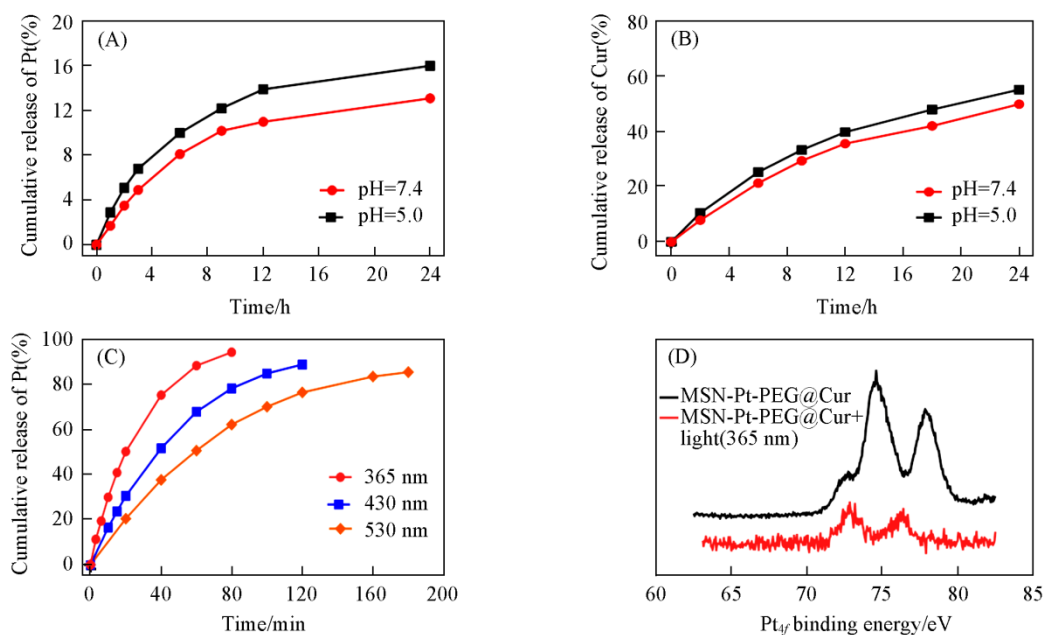 (A)
Cumulative release of Pt(%)
20
16
12
8
4
0
pH=7.4
pH=5.0
0 4 8 12 16 20 24
Time/h
(B)
Cumulative release of Cur(%)
80
60
40
20
0
pH=7.4
pH=5.0
0 4 8 12 16 20 24
Time/h
(C)
Cumulative release of Pt(%)
100
80
60
40
20
0
365 nm
430 nm
530 nm
0 40 80 120 160 200
Time/min
(D)
MSN-Pt-PEG@Cur
MSN-Pt-PEG@Cur+
light(365 nm)
60 65 70 75 80 85
Pt4f binding energy/eV